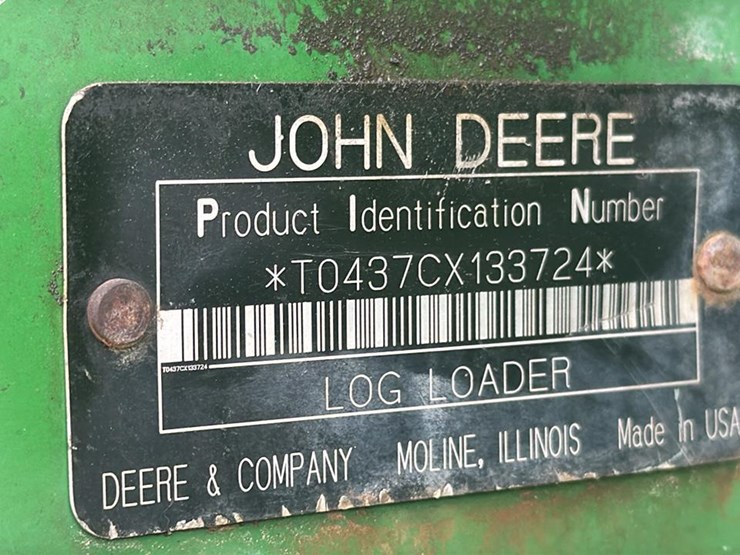 JOHN DEERE
Product Identification Number
*T0437CX133724*
T0437CX133724
LOG LOADER
DEERE & COMPANY MOLINE, ILLINOIS Made in USA